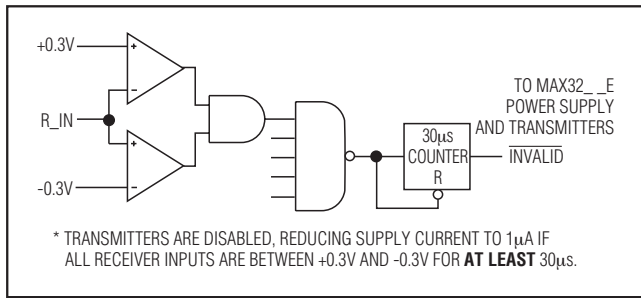 +0.3V
R_IN
-0.3V
+
-
+
-
TO MAX32_ _E
POWER SUPPLY
AND TRANSMITTERS
30μs
COUNTER
R
INVALID
* TRANSMITTERS ARE DISABLED, REDUCING SUPPLY CURRENT TO 1μA IF
ALL RECEIVER INPUTS ARE BETWEEN +0.3V AND -0.3V FOR AT LEAST 30μs.